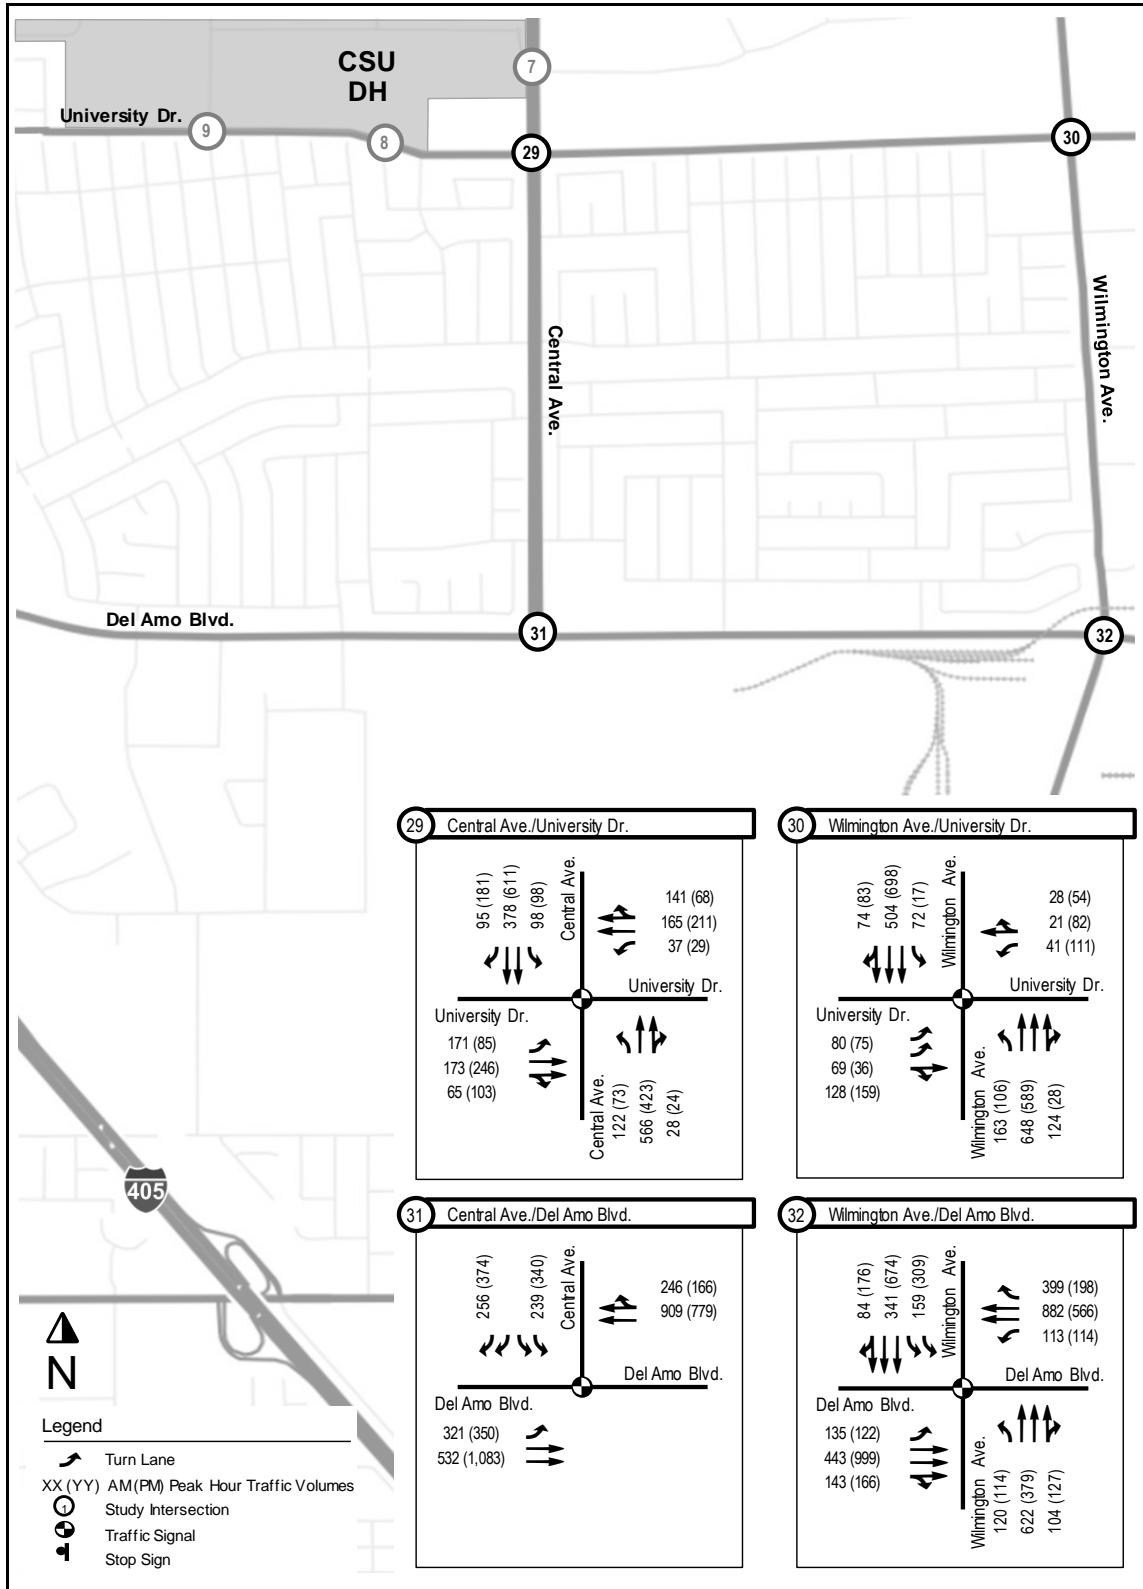 CSU
DH
7
University Dr.
9
8
29
30
Central Ave.
Wilmington Ave.
Del Amo Blvd.
31
32
405
N
Legend
Turn Lane
XX (YY) AM(PM) Peak Hour Traffic Volumes
1 Study Intersection
Traffic Signal
Stop Sign
29 Central Ave./University Dr.
95 (181)
378 (611)
98 (98)
Central Ave.
141 (68)
165 (211)
37 (29)
University Dr.
University Dr.
171 (85)
173 (246)
65 (103)
Central Ave.
122 (73)
566 (423)
28 (24)
30 Wilmington Ave./University Dr.
74 (83)
504 (698)
72 (17)
Wilmington Ave.
28 (54)
21 (82)
41 (111)
University Dr.
University Dr.
80 (75)
69 (36)
128 (159)
Wilmington Ave.
163 (106)
648 (589)
124 (28)
31 Central Ave./Del Amo Blvd.
256 (374)
239 (340)
Central Ave.
246 (166)
909 (779)
Del Amo Blvd.
Del Amo Blvd.
321 (350)
532 (1,083)
32 Wilmington Ave./Del Amo Blvd.
84 (176)
341 (674)
159 (309)
Wilmington Ave.
399 (198)
882 (566)
113 (114)
Del Amo Blvd.
Del Amo Blvd.
135 (122)
443 (999)
143 (166)
Wilmington Ave.
120 (114)
622 (379)
104 (127)